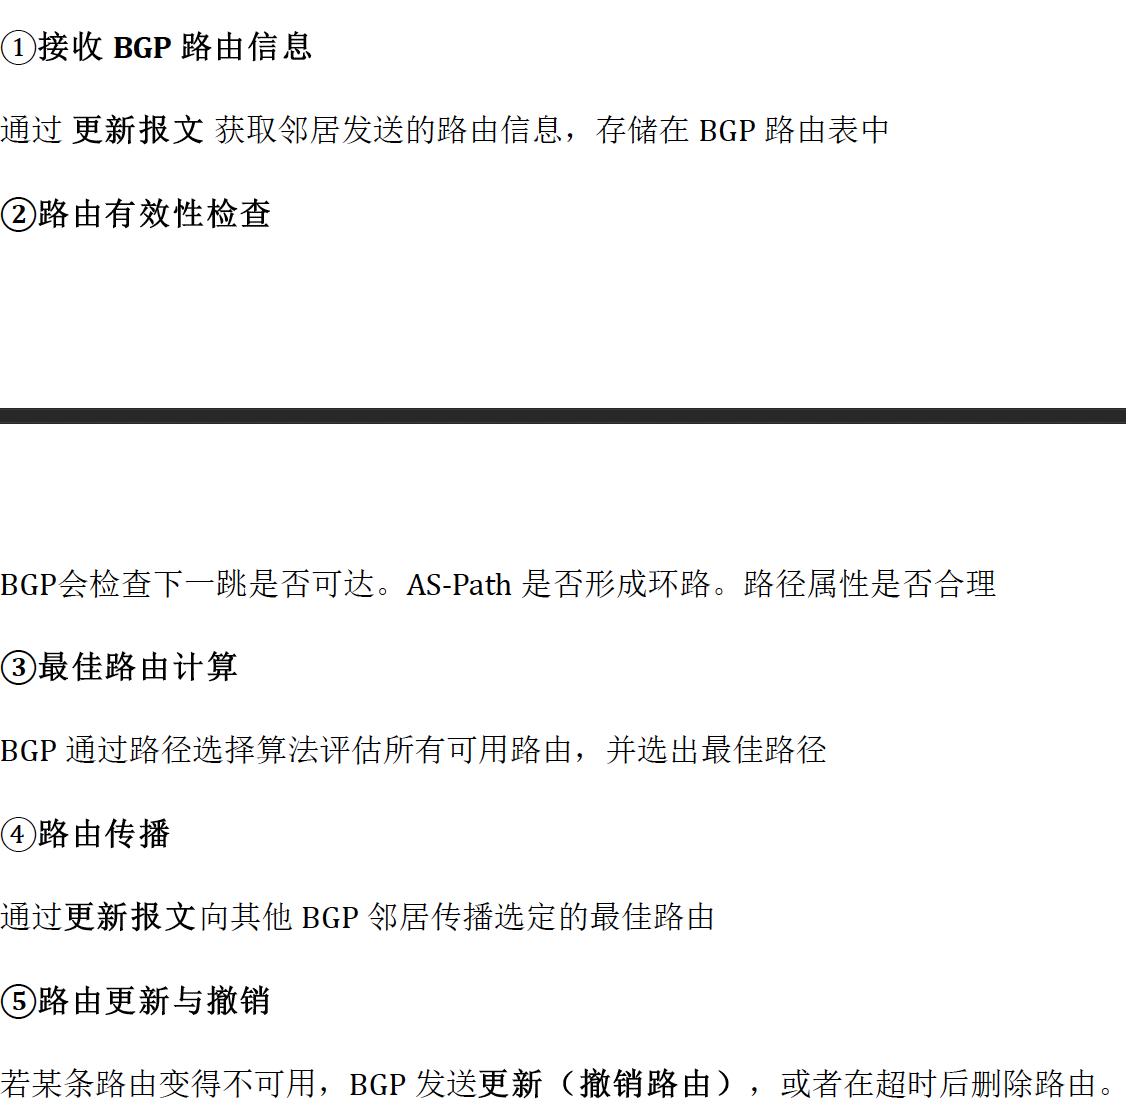 ①接收 BGP 路由信息
通过 更新报文 获取邻居发送的路由信息，存储在 BGP 路由表中
②路由有效性检查
BGP会检查下一跳是否可达。AS-Path 是否形成环路。路径属性是否合理
③最佳路由计算
BGP 通过路径选择算法评估所有可用路由，并选出最佳路径
④路由传播
通过更新报文向其他 BGP 邻居传播选定的最佳路由
⑤路由更新与撤销
若某条路由变得不可用，BGP 发送更新（撤销路由），或者在超时后删除路由。